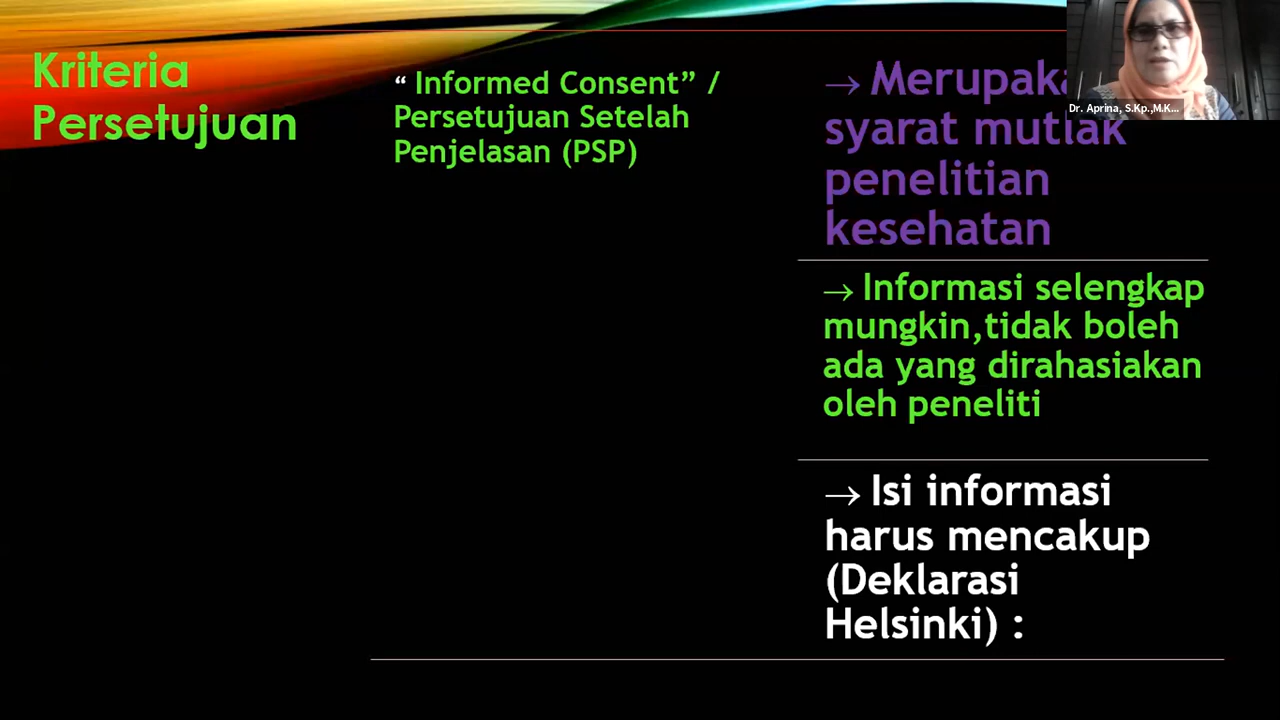 Kriteria
Persetujuan
“ Informed Consent” /
Persetujuan Setelah
Penjelasan (PSP)
→ Merupaka
syarat mutlak
penelitian
kesehatan
→ Informasi selengkap
mungkin,tidak boleh
ada yang dirahasiakan
oleh peneliti
→ Isi informasi
harus mencakup
(Deklarasi
Helsinki) :
Dr. Aprina, S.Kp.,M.K...